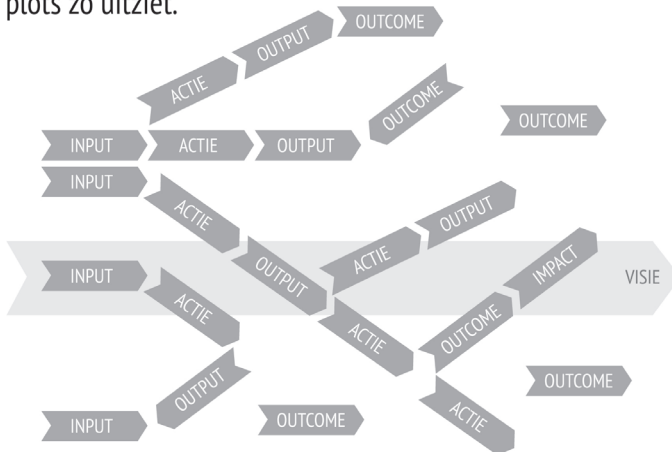 plots zo uitziet.
OUTCOME
OUTPUT
ACTIE
OUTCOME
OUTCOME
INPUT
ACTIE
OUTPUT
INPUT
ACTIE
OUTPUT
ACTIE
OUTPUT
IMPACT
INPUT
VISIE
ACTIE
ACTIE
OUTCOME
OUTPUT
OUTCOME
ACTIE
INPUT
OUTCOME